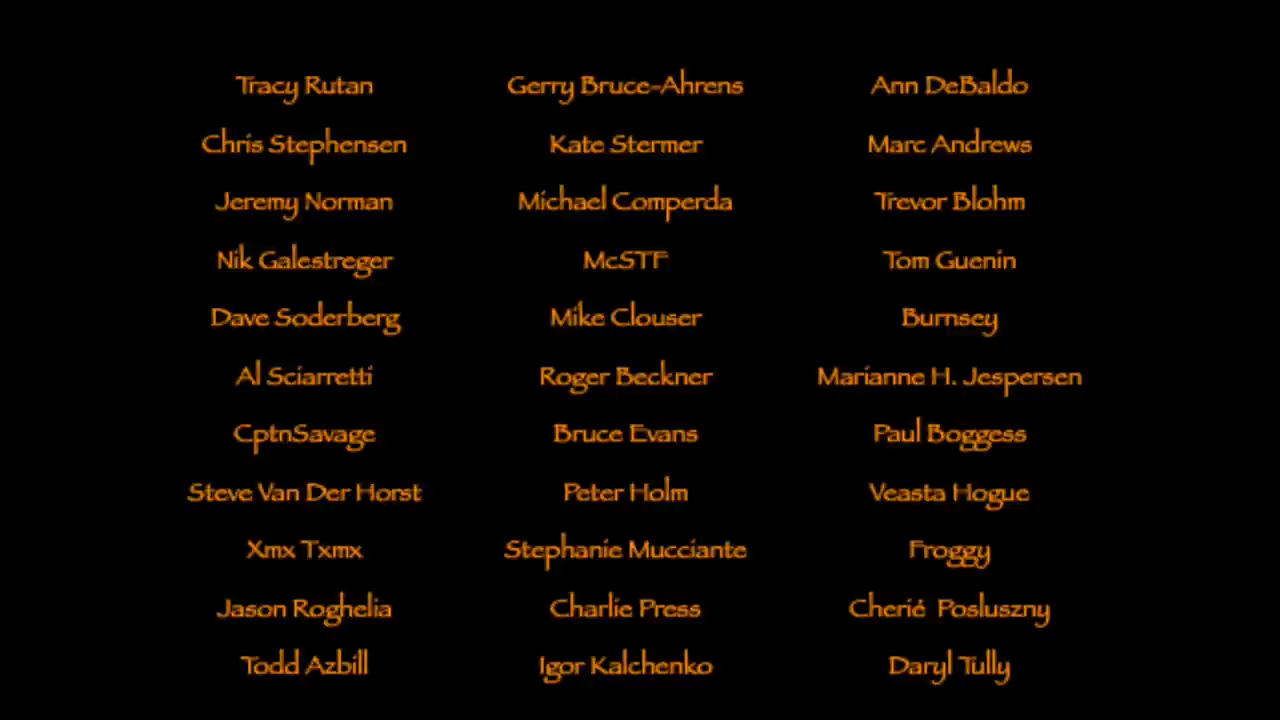 Tracy Rutan Gerry Bruce-Ahrens Ann DeBaldo
Chris Stephensen Kate Stermer Marc Andrews
Jeremy Norman Michael Comperda Trevor Blohm
Nik Galestreger McSTF Tom Guenin
Dave Soderberg Mike Clouser Burnsey
Al Sciarretti Roger Beckner Marianne H. Jespersen
CptnSavage Bruce Evans Paul Boggess
Steve Van Der Horst Peter Holm Veasta Hogue
Xmx Txmx Stephanie Mucciante Froggy
Jason Roghelia Charlie Press Cherié Posluszny
Todd Azbill Igor Kalchenko Daryl Tully